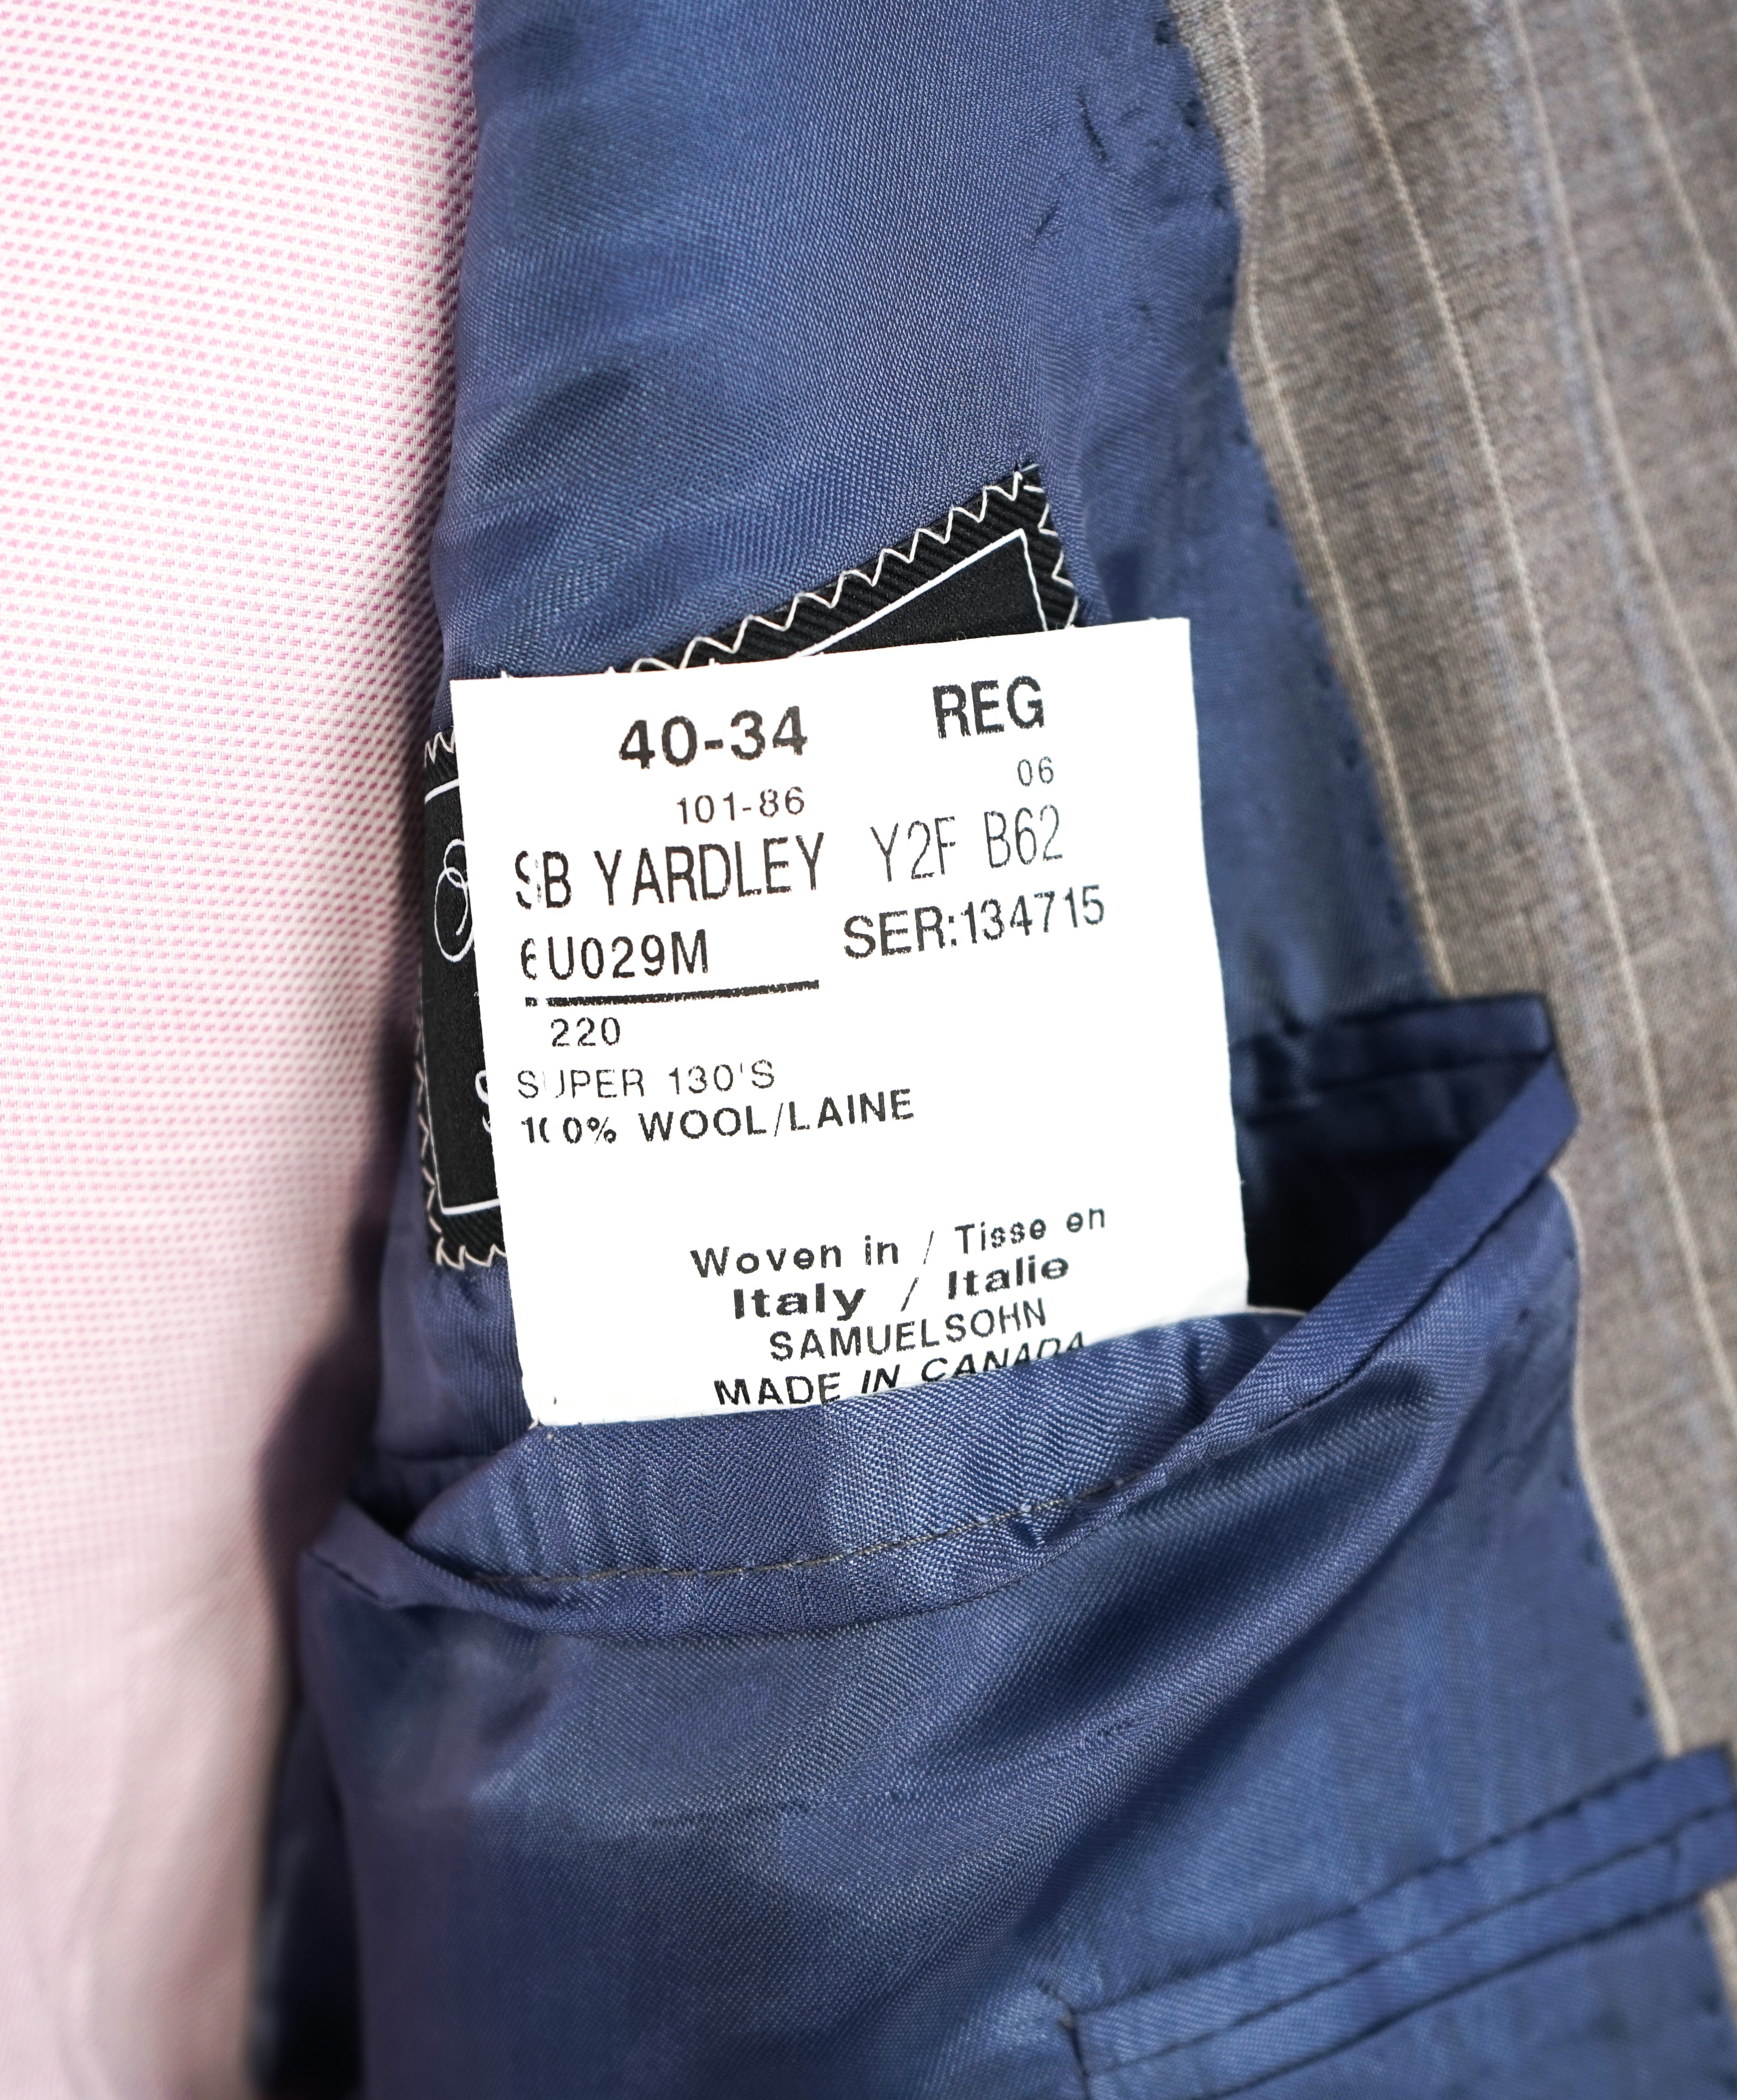 40-34 REG
101-86 06
SB YARDLEY Y2F B62
6U029M SER:134715
220
SUPER 130'S
100% WOOL/LAINE
Woven in / Tisse en
Italy / Italie
SAMUELSOHN
MADE IN CANADA